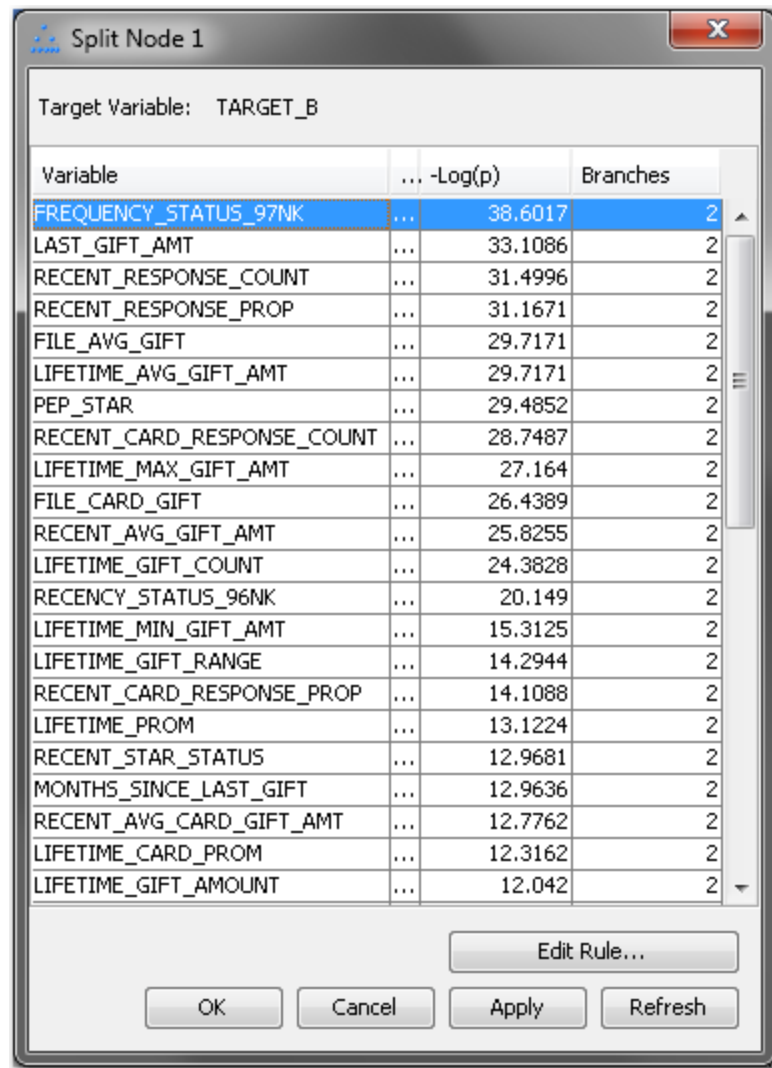 Split Node 1
Target Variable: TARGET_B
Variable ... -Log(p) Branches
FREQUENCY_STATUS_97NK ... 38.6017 2
LAST_GIFT_AMT ... 33.1086 2
RECENT_RESPONSE_COUNT ... 31.4996 2
RECENT_RESPONSE_PROP ... 31.1671 2
FILE_AVG_GIFT ... 29.7171 2
LIFETIME_AVG_GIFT_AMT ... 29.7171 2
PEP_STAR ... 29.4852 2
RECENT_CARD_RESPONSE_COUNT ... 28.7487 2
LIFETIME_MAX_GIFT_AMT ... 27.164 2
FILE_CARD_GIFT ... 26.4389 2
RECENT_AVG_GIFT_AMT ... 25.8255 2
LIFETIME_GIFT_COUNT ... 24.3828 2
RECENCY_STATUS_96NK ... 20.149 2
LIFETIME_MIN_GIFT_AMT ... 15.3125 2
LIFETIME_GIFT_RANGE ... 14.2944 2
RECENT_CARD_RESPONSE_PROP ... 14.1088 2
LIFETIME_PROM ... 13.1224 2
RECENT_STAR_STATUS ... 12.9681 2
MONTHS_SINCE_LAST_GIFT ... 12.9636 2
RECENT_AVG_CARD_GIFT_AMT ... 12.7762 2
LIFETIME_CARD_PROM ... 12.3162 2
LIFETIME_GIFT_AMOUNT ... 12.042 2
Edit Rule...
OK Cancel Apply Refresh